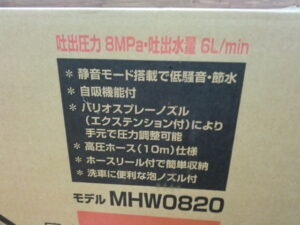 吐出圧力 8MPa・吐出水量 6L/min
* 静音モード搭載で低騒音・節水
* 自吸機能付
* バリオスプレーノズル
(エクステンション付)により
手元で圧力調整可能
* 高圧ホース(10m)仕様
* ホースリール付で簡単収納
* 洗車に便利な泡ノズル付
モデル MHW0820